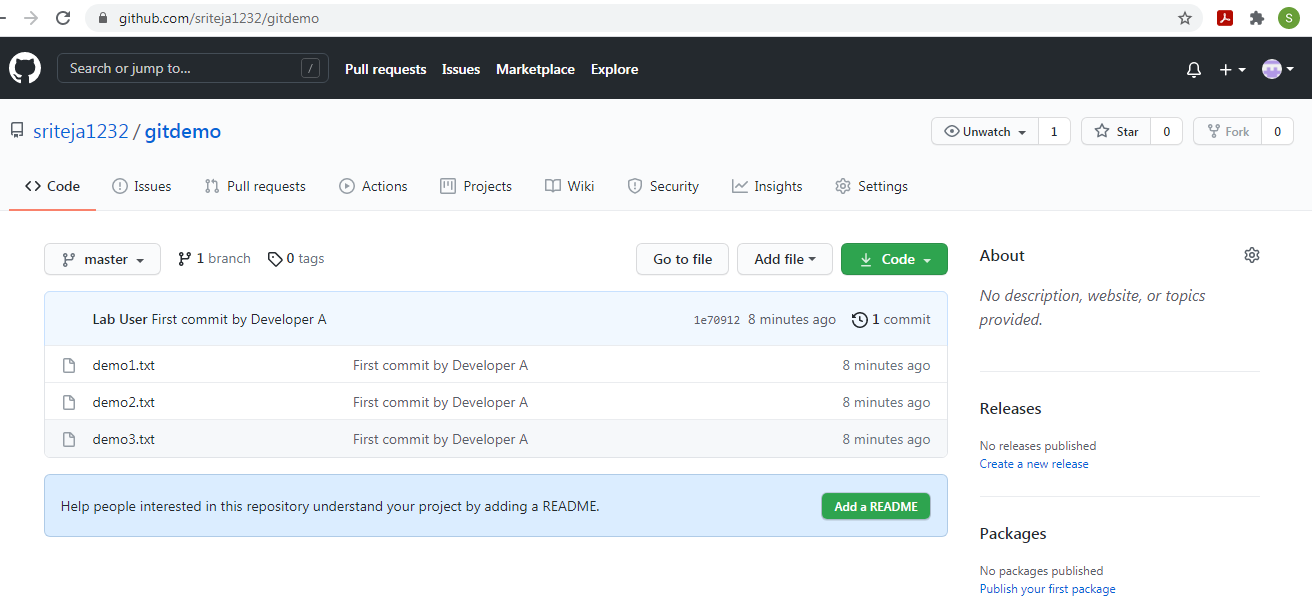 github.com/sriteja1232/gitdemo
S
Search or jump to... /
Pull requests Issues Marketplace Explore
sriteja1232 / gitdemo
Unwatch 1 Star 0 Fork 0
Code Issues Pull requests Actions Projects Wiki Security Insights Settings
master 1 branch 0 tags Go to file Add file Code
Lab User First commit by Developer A 1e70912 8 minutes ago 1 commit
demo1.txt First commit by Developer A 8 minutes ago
demo2.txt First commit by Developer A 8 minutes ago
demo3.txt First commit by Developer A 8 minutes ago
Help people interested in this repository understand your project by adding a README. Add a README
About
No description, website, or topics
provided.
Releases
No releases published
Create a new release
Packages
No packages published
Publish your first package